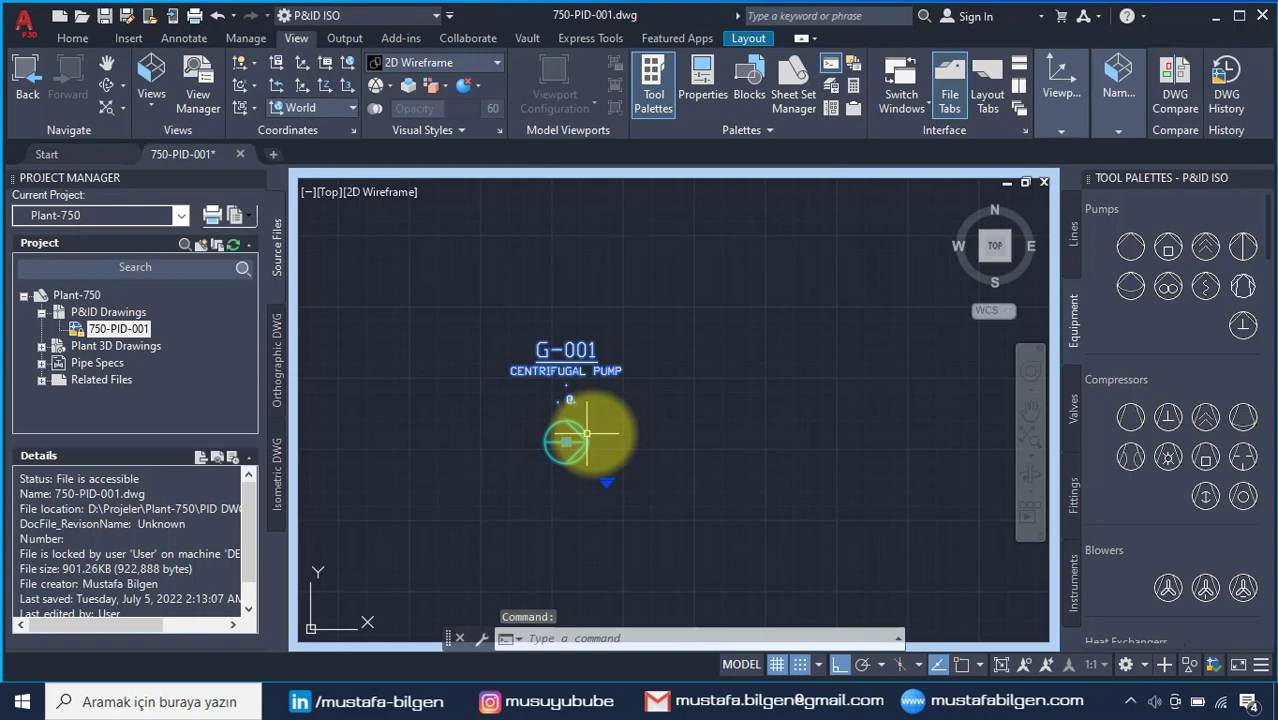 P&ID ISO
750-PID-001.dwg
Type a keyword or phrase
Sign In
P3D
Home
Insert
Annotate
Manage
View
Output
Add-ins
Collaborate
Vault
Express Tools
Featured Apps
Layout
Back
Forward
Navigate
Views
View Manager
Views
World
Coordinates
2D Wireframe
Opacity
60
Visual Styles
Viewport Configuration
Model Viewports
Tool Palettes
Properties
Blocks
Sheet Set Manager
Palettes
Switch Windows
File Tabs
Layout Tabs
Interface
Viewp...
Nam...
DWG Compare
Compare
DWG History
History
Start
750-PID-001*
PROJECT MANAGER
Current Project:
Plant-750
Project
Search
Plant-750
P&ID Drawings
750-PID-001
Plant 3D Drawings
Pipe Specs
Related Files
Source Files
Orthographic DWG
Isometric DWG
Details
Status: File is accessible
Name: 750-PID-001.dwg
File location: D:\Projeler\Plant-750\PID DWG
DocFile_RevisonName: Unknown
Number:
File is locked by user 'User' on machine 'DE
File size: 901.26KB (922,888 bytes)
File creator: Mustafa Bilgen
Last saved: Tuesday, July 5, 2022 2:13:07 AM
Last edited by: User
[−][Top][2D Wireframe]
N
W
TOP
E
S
WCS
G-001
CENTRIFUGAL PUMP
@
Y
X
Command:
Type a command
TOOL PALETTES - P&ID ISO
Lines
Equipment
Valves
Fittings
Instruments
Pumps
Compressors
Blowers
Heat Exchangers
MODEL
1:1
Aramak için buraya yazın
/mustafa-bilgen
musuyubube
mustafa.bilgen@gmail.com
mustafabilgen.com
4